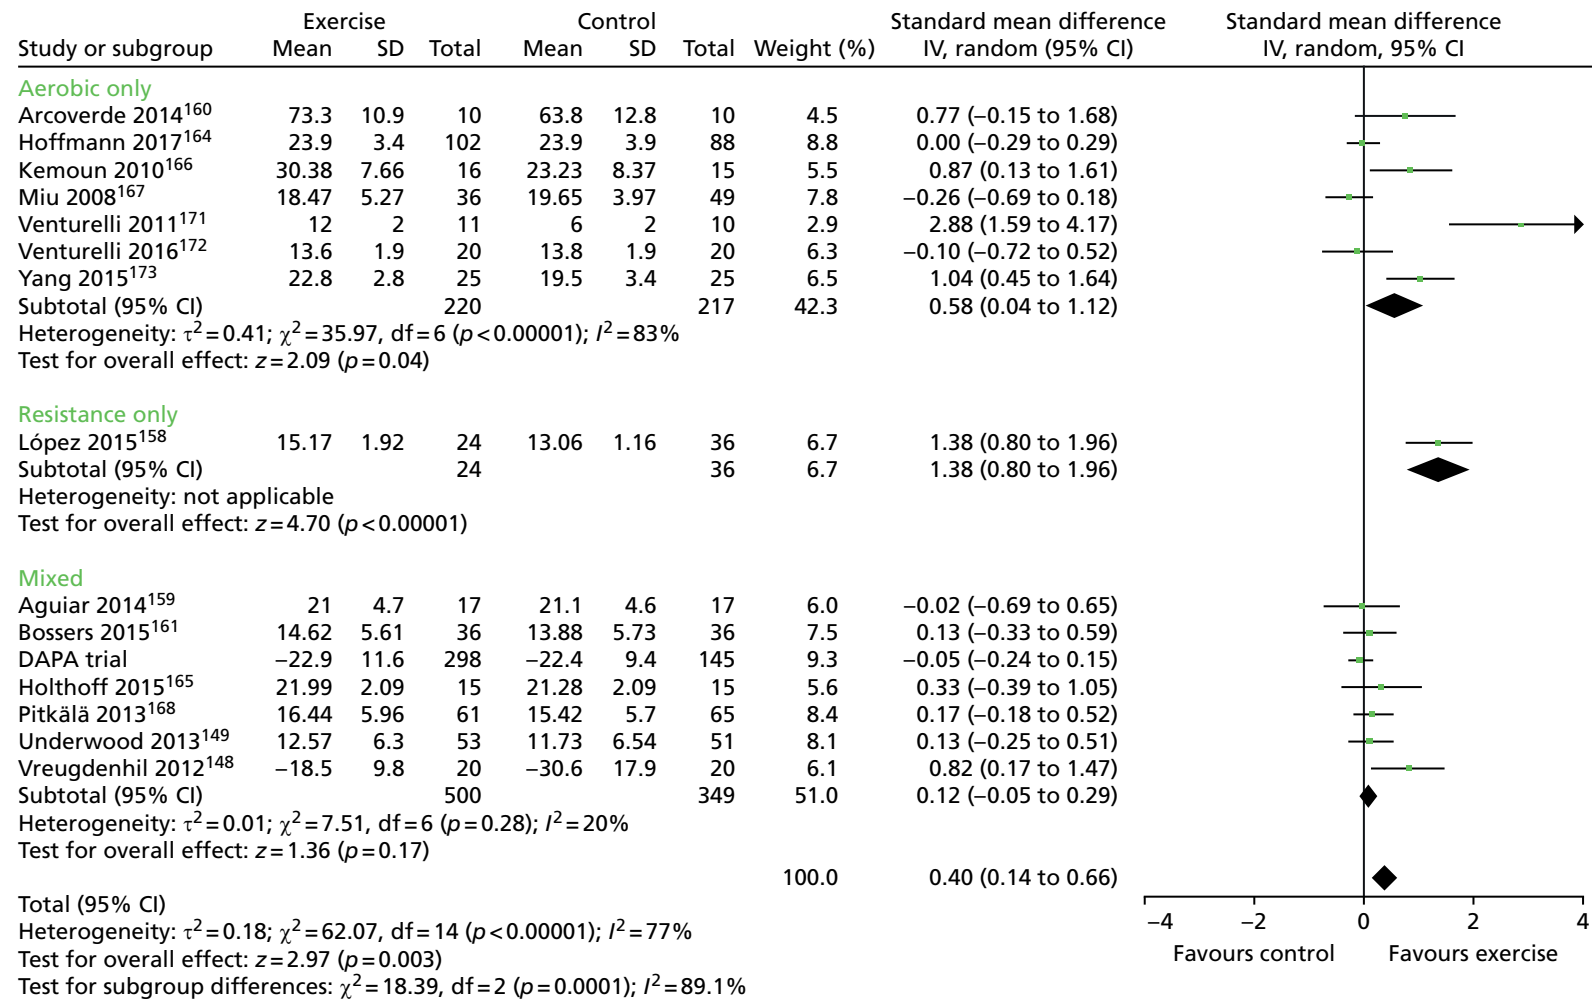 Exercise Control Standard mean difference Standard mean difference
Study or subgroup Mean SD Total Mean SD Total Weight (%) IV, random (95% CI) IV, random, 95% CI
Aerobic only
Arcoverde 2014160 73.3 10.9 10 63.8 12.8 10 4.5 0.77 (−0.15 to 1.68)
Hoffmann 2017164 23.9 3.4 102 23.9 3.9 88 8.8 0.00 (−0.29 to 0.29)
Kemoun 2010166 30.38 7.66 16 23.23 8.37 15 5.5 0.87 (0.13 to 1.61)
Miu 2008167 18.47 5.27 36 19.65 3.97 49 7.8 −0.26 (−0.69 to 0.18)
Venturelli 2011171 12 2 11 6 2 10 2.9 2.88 (1.59 to 4.17)
Venturelli 2016172 13.6 1.9 20 13.8 1.9 20 6.3 −0.10 (−0.72 to 0.52)
Yang 2015173 22.8 2.8 25 19.5 3.4 25 6.5 1.04 (0.45 to 1.64)
Subtotal (95% CI) 220 217 42.3 0.58 (0.04 to 1.12)
Heterogeneity: τ2=0.41; χ2=35.97, df=6 (p<0.00001); I2=83%
Test for overall effect: z=2.09 (p=0.04)
Resistance only
López 2015158 15.17 1.92 24 13.06 1.16 36 6.7 1.38 (0.80 to 1.96)
Subtotal (95% CI) 24 36 6.7 1.38 (0.80 to 1.96)
Heterogeneity: not applicable
Test for overall effect: z=4.70 (p<0.00001)
Mixed
Aguiar 2014159 21 4.7 17 21.1 4.6 17 6.0 −0.02 (−0.69 to 0.65)
Bossers 2015161 14.62 5.61 36 13.88 5.73 36 7.5 0.13 (−0.33 to 0.59)
DAPA trial −22.9 11.6 298 −22.4 9.4 145 9.3 −0.05 (−0.24 to 0.15)
Holthoff 2015165 21.99 2.09 15 21.28 2.09 15 5.6 0.33 (−0.39 to 1.05)
Pitkälä 2013168 16.44 5.96 61 15.42 5.7 65 8.4 0.17 (−0.18 to 0.52)
Underwood 2013149 12.57 6.3 53 11.73 6.54 51 8.1 0.13 (−0.25 to 0.51)
Vreugdenhil 2012148 −18.5 9.8 20 −30.6 17.9 20 6.1 0.82 (0.17 to 1.47)
Subtotal (95% CI) 500 349 51.0 0.12 (−0.05 to 0.29)
Heterogeneity: τ2=0.01; χ2=7.51, df=6 (p=0.28); I2=20%
Test for overall effect: z=1.36 (p=0.17)
100.0 0.40 (0.14 to 0.66)
Total (95% CI)
−4 −2 0 2 4
Heterogeneity: τ2=0.18; χ2=62.07, df=14 (p<0.00001); I2=77%
Favours control Favours exercise
Test for overall effect: z=2.97 (p=0.003)
Test for subgroup differences: χ2=18.39, df=2 (p=0.0001); I2=89.1%